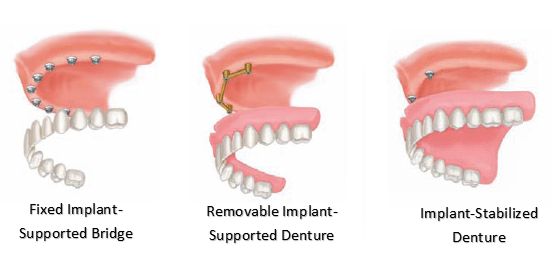 Fixed Implant-
Supported Bridge
Removable Implant-
Supported Denture
Implant-Stabilized
Denture